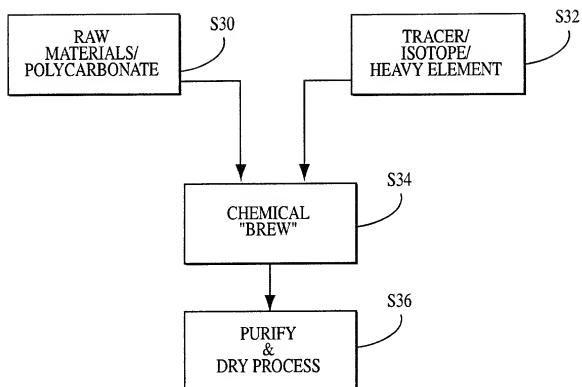 RAW
MATERIALS/
POLYCARBONATE
S30
TRACER/
ISOTOPE/
HEAVY ELEMENT
S32
CHEMICAL
"BREW"
S34
PURIFY
&
DRY PROCESS
S36